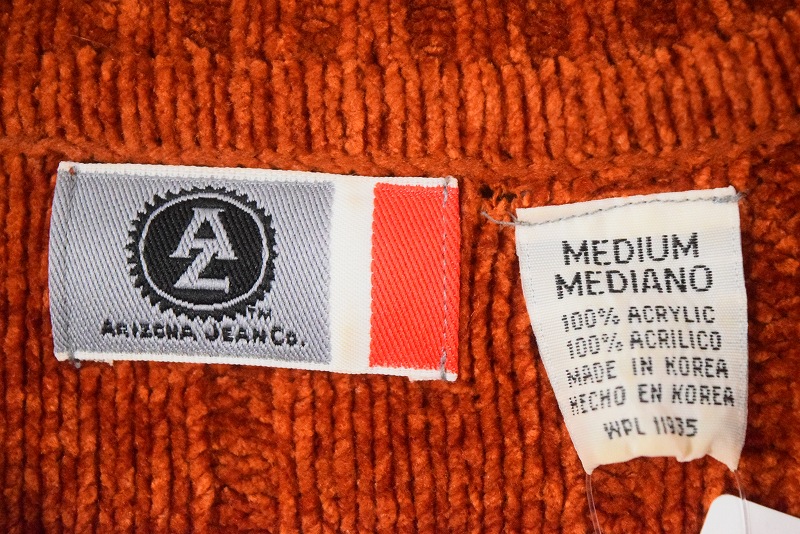 AZ
TM
ARIZONA JEAN CO.
MEDIUM
MEDIANO
100% ACRYLIC
100% ACRILICO
MADE IN KOREA
HECHO EN KOREA
WPL 11935